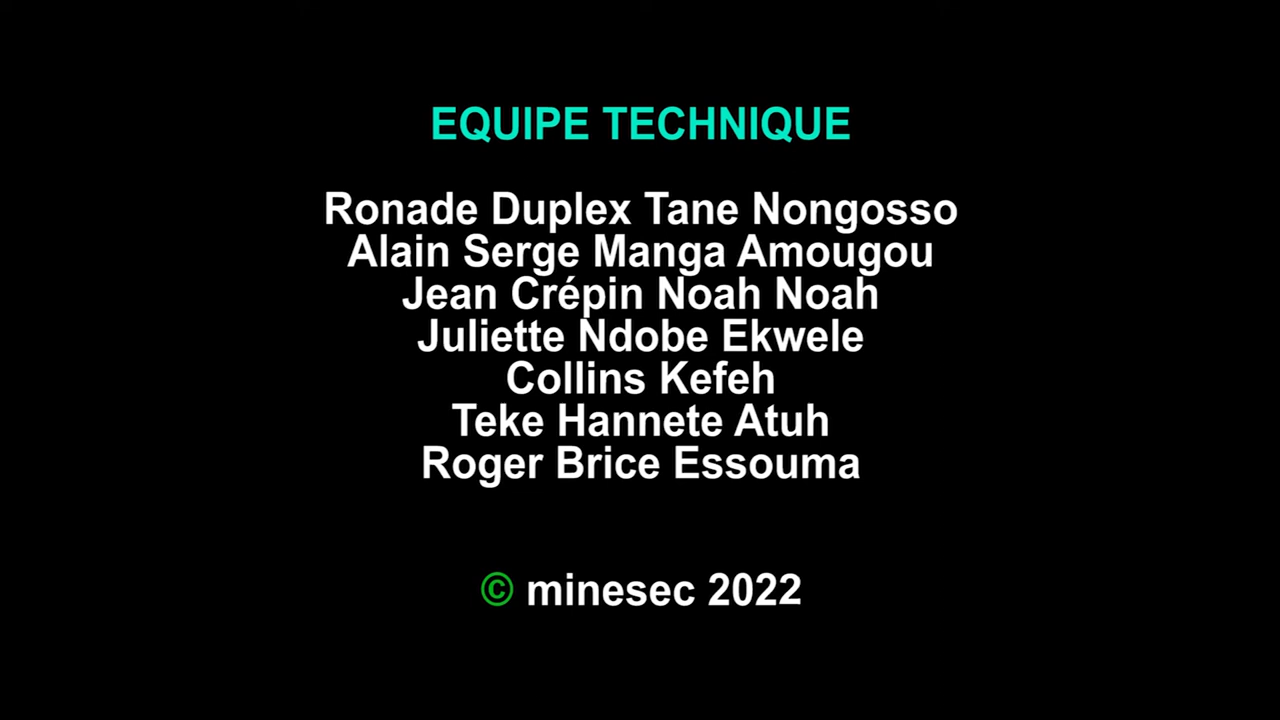 EQUIPE TECHNIQUE
Ronade Duplex Tane Nongosso
Alain Serge Manga Amougou
Jean Crépin Noah Noah
Juliette Ndobe Ekwele
Collins Kefeh
Teke Hannete Atuh
Roger Brice Essouma
© minesec 2022